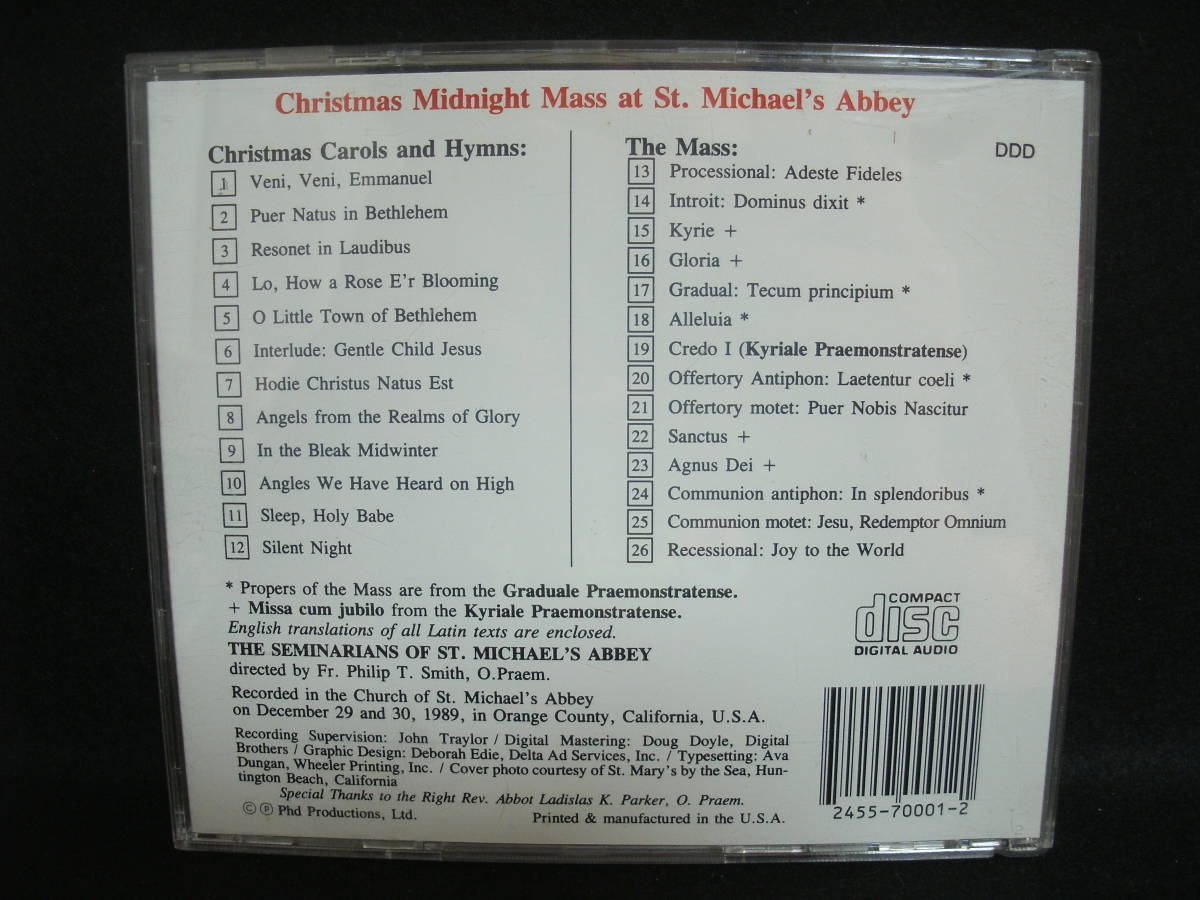 Christmas Midnight Mass at St. Michael's Abbey
Christmas Carols and Hymns:
1 Veni, Veni, Emmanuel
2 Puer Natus in Bethlehem
3 Resonet in Laudibus
4 Lo, How a Rose E'r Blooming
5 O Little Town of Bethlehem
6 Interlude: Gentle Child Jesus
7 Hodie Christus Natus Est
8 Angels from the Realms of Glory
9 In the Bleak Midwinter
10 Angles We Have Heard on High
11 Sleep, Holy Babe
12 Silent Night
The Mass:
DDD
13 Processional: Adeste Fideles
14 Introit: Dominus dixit *
15 Kyrie +
16 Gloria +
17 Gradual: Tecum principium *
18 Alleluia *
19 Credo I (Kyriale Praemonstratense)
20 Offertory Antiphon: Laetentur coeli *
21 Offertory motet: Puer Nobis Nascitur
22 Sanctus +
23 Agnus Dei +
24 Communion antiphon: In splendoribus *
25 Communion motet: Jesu, Redemptor Omnium
26 Recessional: Joy to the World
* Propers of the Mass are from the Graduale Praemonstratense.
+ Missa cum jubilo from the Kyriale Praemonstratense.
English translations of all Latin texts are enclosed.
THE SEMINARIANS OF ST. MICHAEL'S ABBEY
directed by Fr. Philip T. Smith, O.Praem.
Recorded in the Church of St. Michael's Abbey
on December 29 and 30, 1989, in Orange County, California, U.S.A.
Recording Supervision: John Traylor / Digital Mastering: Doug Doyle, Digital
Brothers / Graphic Design: Deborah Edie, Delta Ad Services, Inc. / Typesetting: Ava
Dungan, Wheeler Printing, Inc. / Cover photo courtesy of St. Mary's by the Sea, Hun-
tington Beach, California
Special Thanks to the Right Rev. Abbot Ladislas K. Parker, O. Praem.
© ℗ Phd Productions, Ltd.
Printed & manufactured in the U.S.A.
COMPACT
disc
DIGITAL AUDIO
2455-70001-2